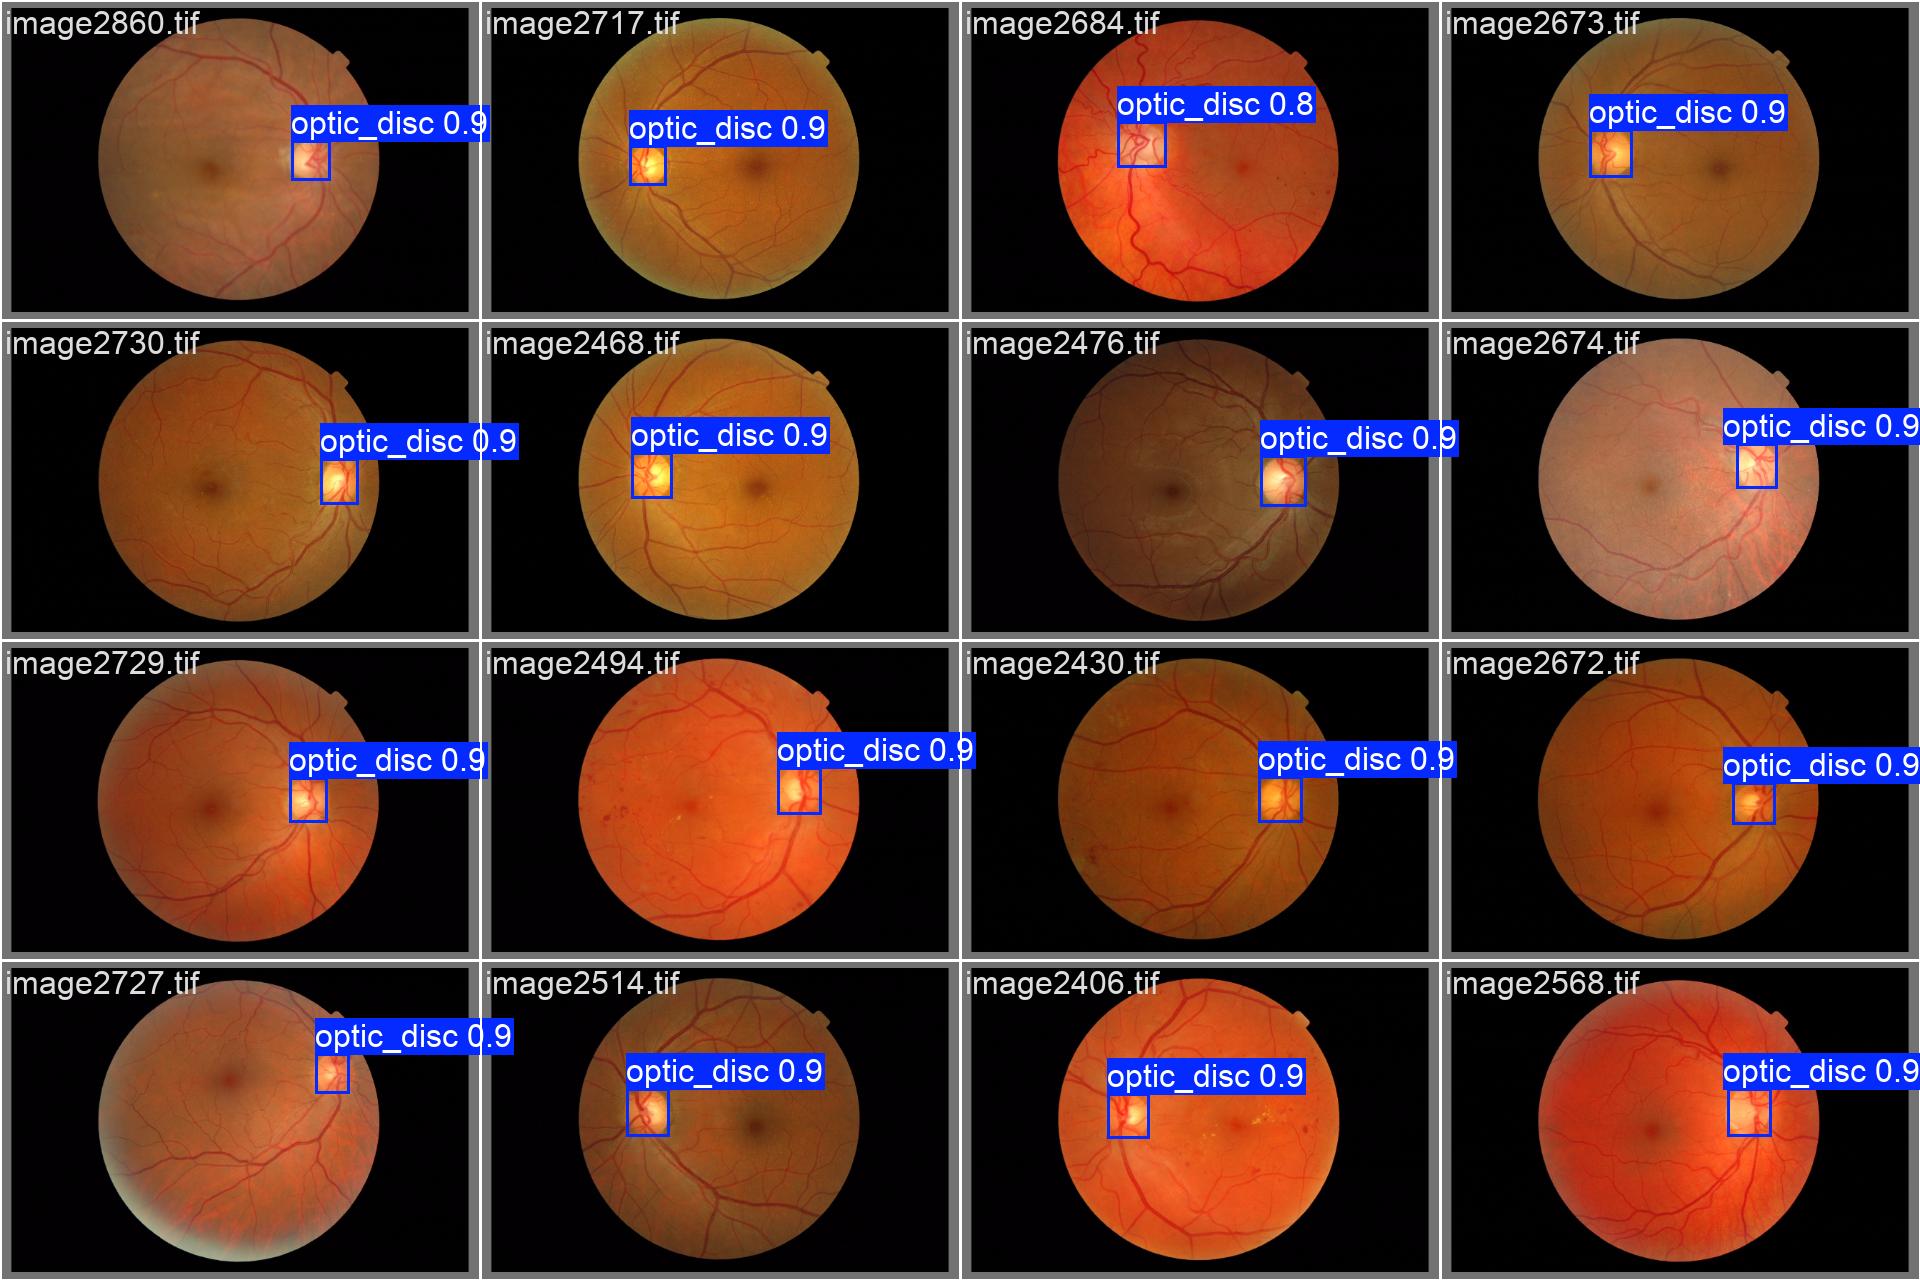 image2860.tif
optic_disc 0.9
image2717.tif
optic_disc 0.9
image2684.tif
optic_disc 0.8
image2673.tif
optic_disc 0.9
image2730.tif
optic_disc 0.9
image2468.tif
optic_disc 0.9
image2476.tif
optic_disc 0.9
image2674.tif
optic_disc 0.9
image2729.tif
optic_disc 0.9
image2494.tif
optic_disc 0.9
image2430.tif
optic_disc 0.9
image2672.tif
optic_disc 0.9
image2727.tif
optic_disc 0.9
image2514.tif
optic_disc 0.9
image2406.tif
optic_disc 0.9
image2568.tif
optic_disc 0.9